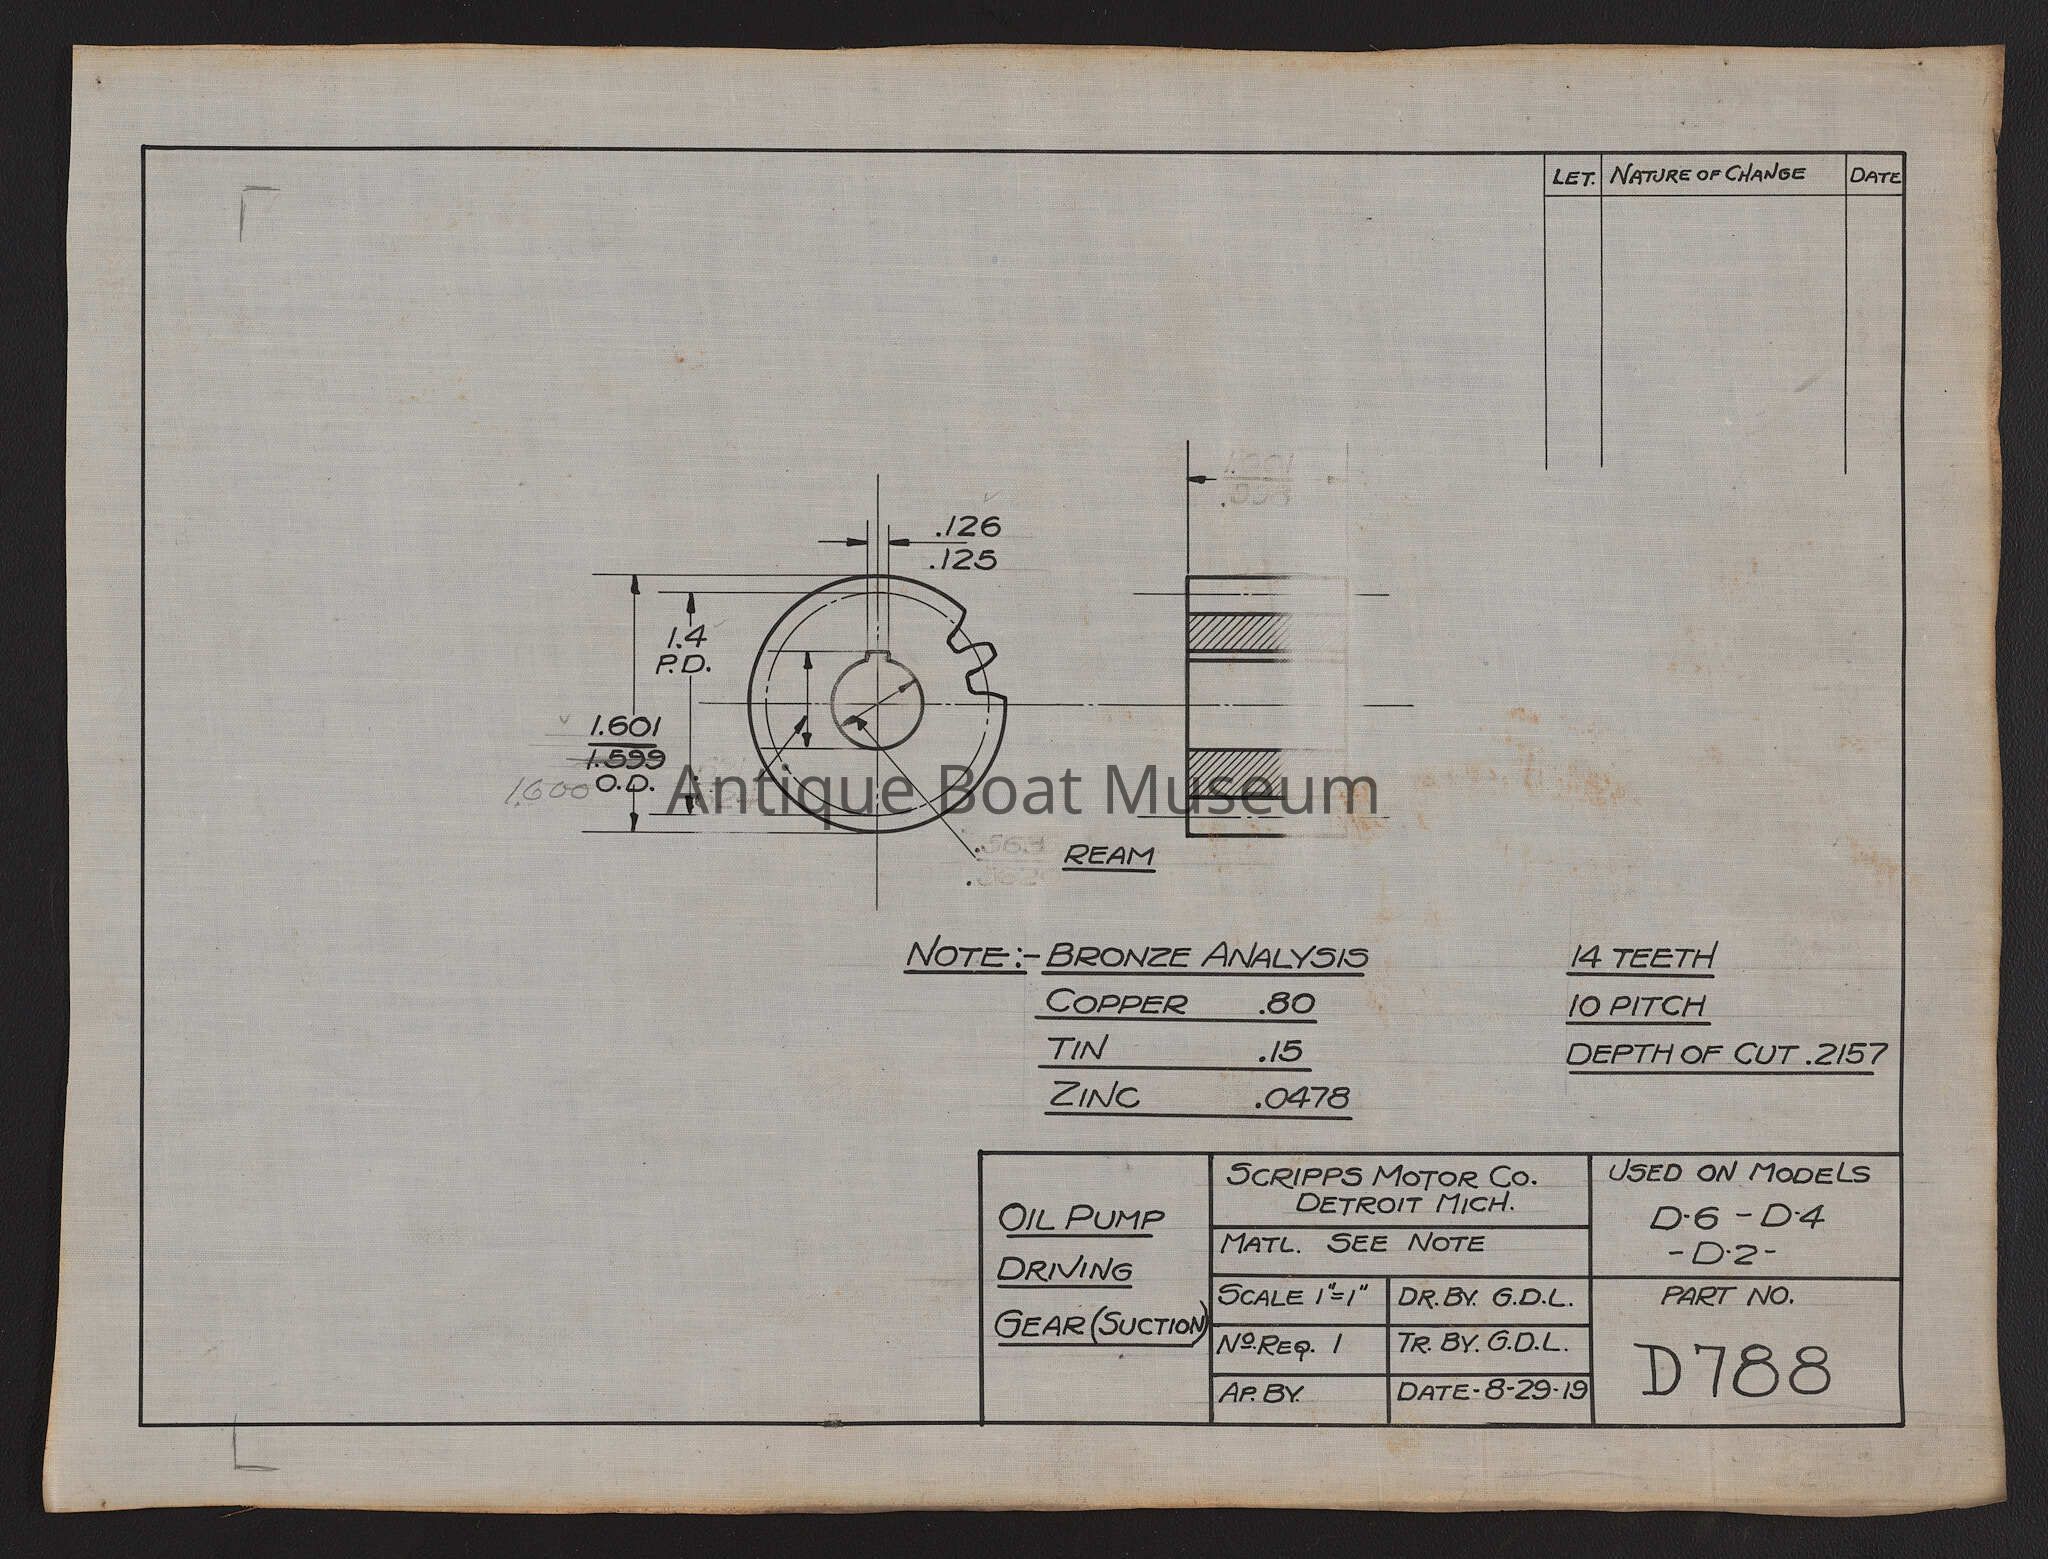 LET. NATURE OF CHANGE DATE
.126
.125
1.4
P.D.
1.601
1.599
O.D.
1.600
Antique Boat Museum
REAM
NOTE:- BRONZE ANALYSIS
COPPER .80
TIN .15
ZINC .0478
14 TEETH
10 PITCH
DEPTH OF CUT .2157
OIL PUMP
DRIVING
GEAR (SUCTION)
SCRIPPS MOTOR CO.
DETROIT MICH.
MATL. SEE NOTE
SCALE 1"=1"
DR. BY. G.D.L.
NO. REQ. 1
TR. BY. G.D.L.
AP. BY.
DATE-8-29-19
USED ON MODELS
D-6 - D-4
- D-2 -
PART NO.
D788